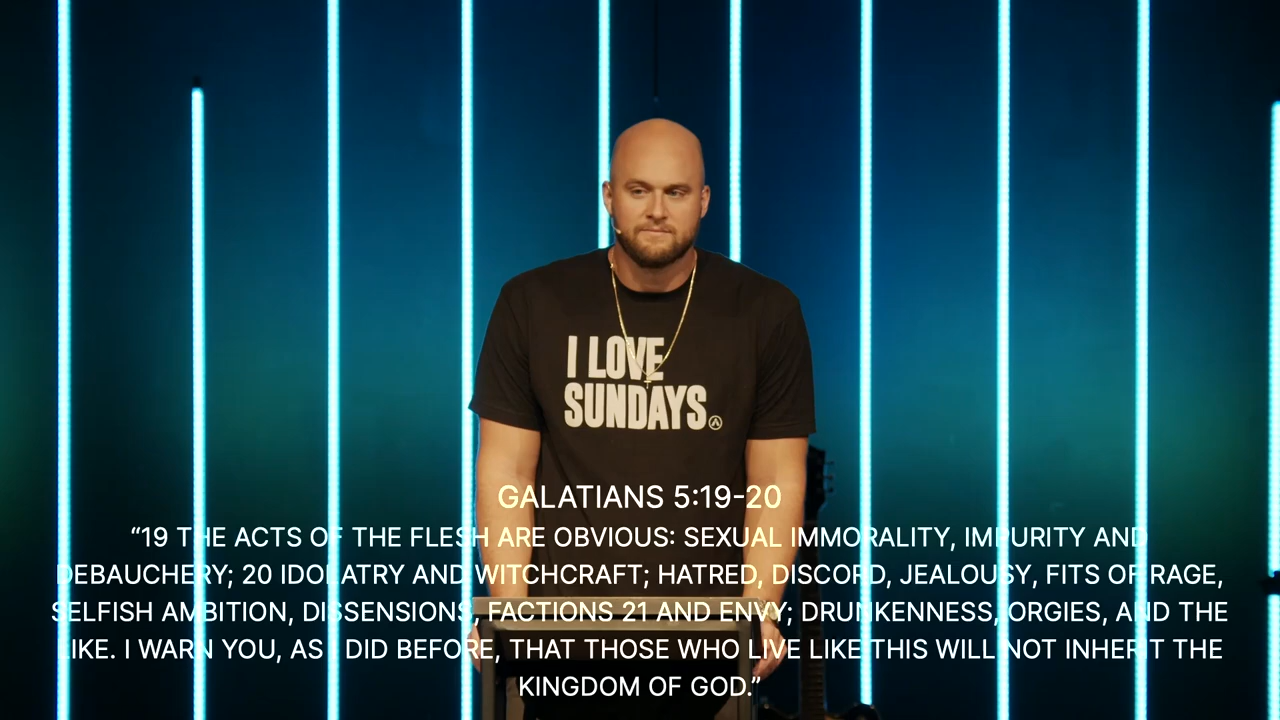 I LOVE
SUNDAYS.
GALATIANS 5:19-20
“19 THE ACTS OF THE FLESH ARE OBVIOUS: SEXUAL IMMORALITY, IMPURITY AND
DEBAUCHERY; 20 IDOLATRY AND WITCHCRAFT; HATRED, DISCORD, JEALOUSY, FITS OF RAGE,
SELFISH AMBITION, DISSENSIONS, FACTIONS 21 AND ENVY; DRUNKENNESS, ORGIES, AND THE
LIKE. I WARN YOU, AS I DID BEFORE, THAT THOSE WHO LIVE LIKE THIS WILL NOT INHERIT THE
KINGDOM OF GOD.”